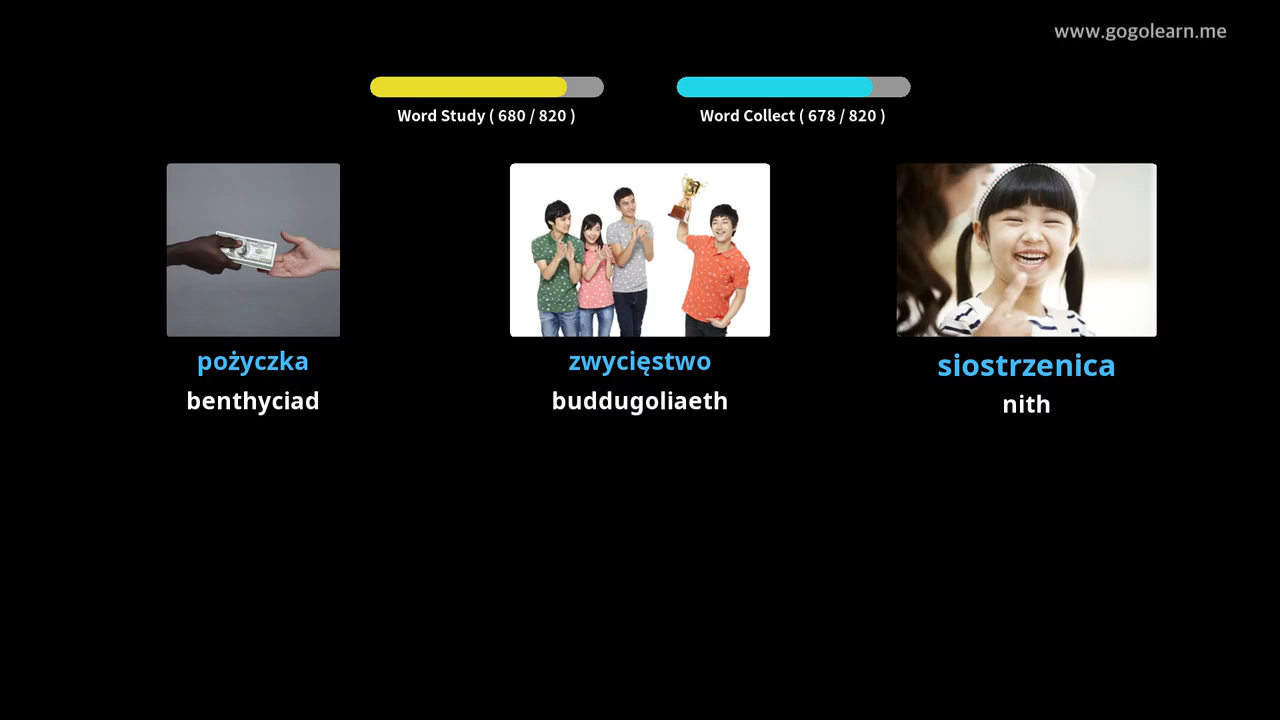 www.gogolearn.me
Word Study ( 680 / 820 )
Word Collect ( 678 / 820 )
pożyczka
benthyciad
zwycięstwo
buddugoliaeth
siostrzenica
nith